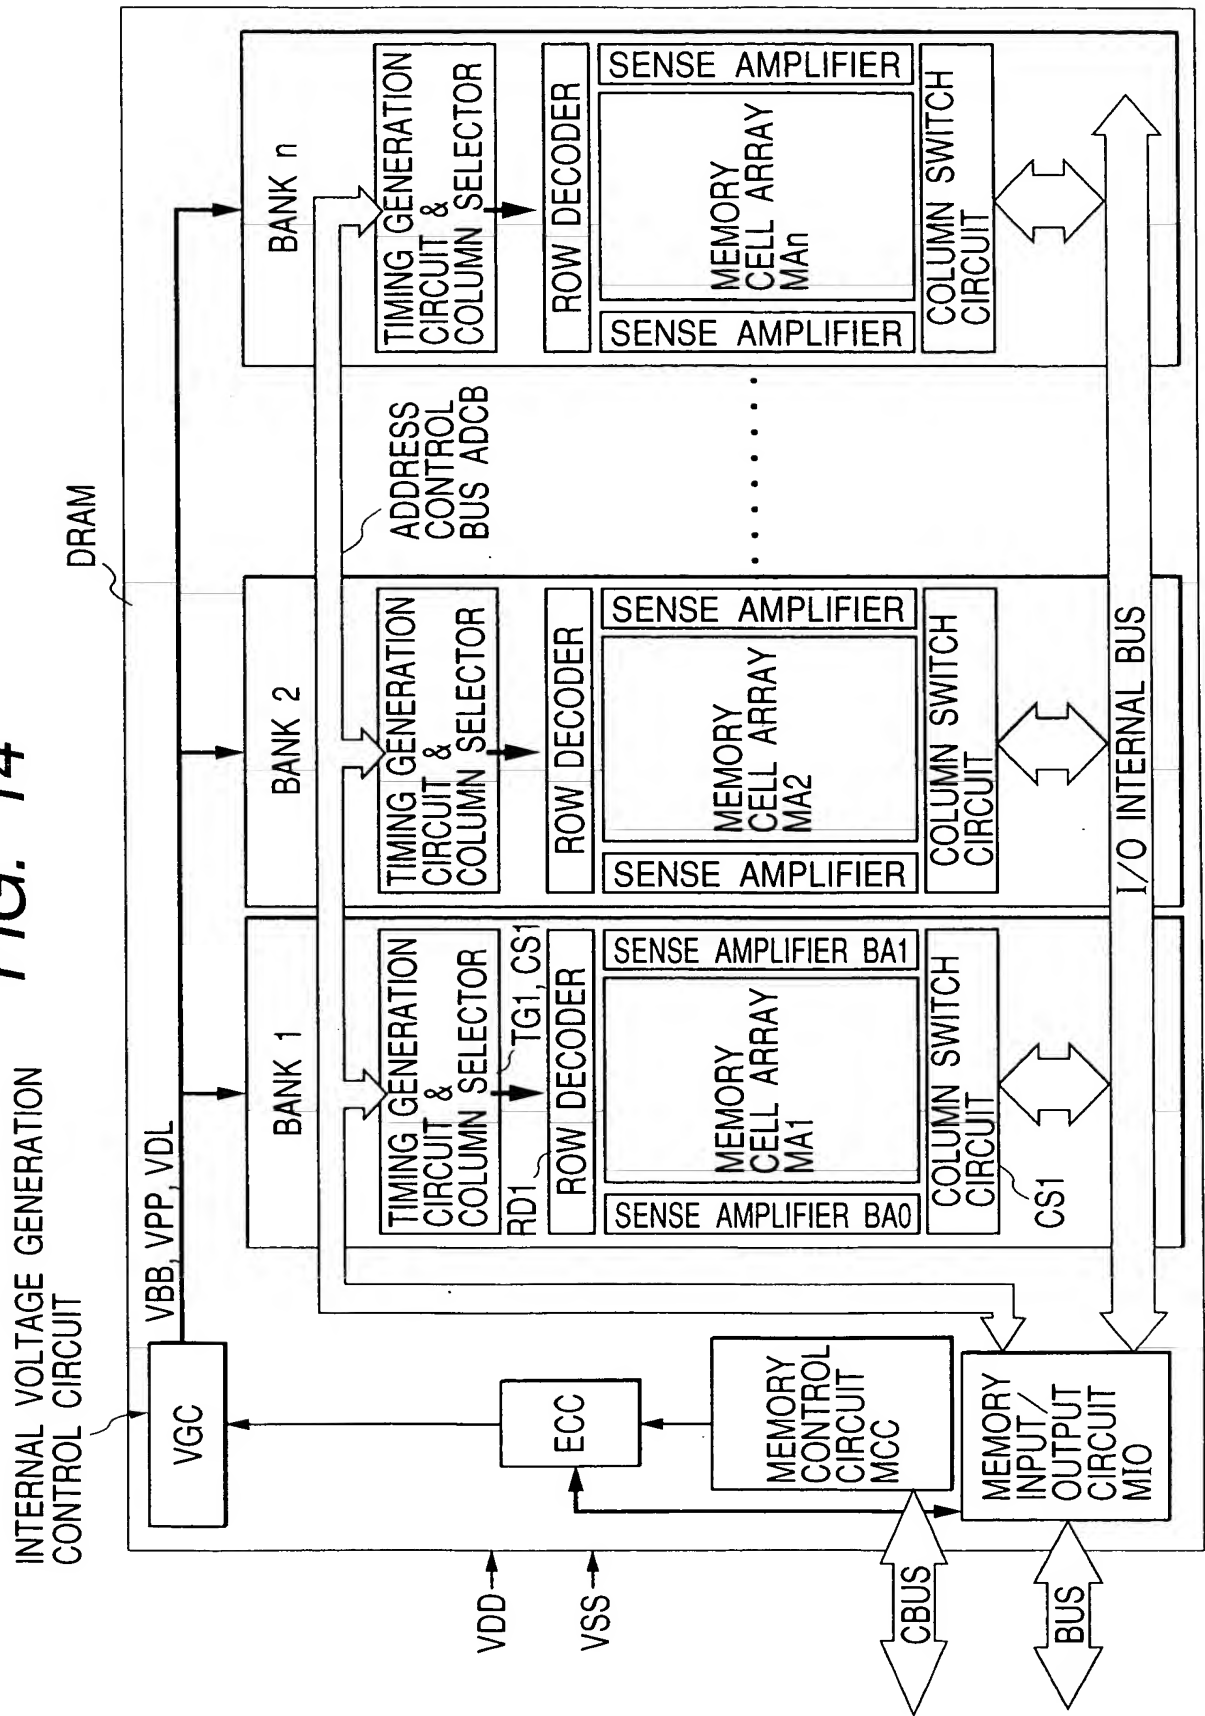 FIG. 14
INTERNAL VOLTAGE GENERATION
CONTROL CIRCUIT
DRAM
VBB, VPP, VDL
VGC
ECC
MEMORY
CONTROL
CIRCUIT
MCC
MEMORY
INPUT/
OUTPUT
CIRCUIT
MIO
VDD
VSS
CBUS
BUS
BANK 1
TIMING GENERATION
CIRCUIT &
COLUMN SELECTOR
TG1, CS1
RD1
ROW DECODER
SENSE AMPLIFIER BA0
MEMORY
CELL ARRAY
MA1
SENSE AMPLIFIER BA1
COLUMN SWITCH
CIRCUIT
CS1
BANK 2
TIMING GENERATION
CIRCUIT &
COLUMN SELECTOR
ROW DECODER
SENSE AMPLIFIER
MEMORY
CELL ARRAY
MA2
SENSE AMPLIFIER
COLUMN SWITCH
CIRCUIT
ADDRESS
CONTROL
BUS ADCB
BANK n
TIMING GENERATION
CIRCUIT &
COLUMN SELECTOR
ROW DECODER
SENSE AMPLIFIER
MEMORY
CELL ARRAY
MAn
SENSE AMPLIFIER
COLUMN SWITCH
CIRCUIT
I/O INTERNAL BUS